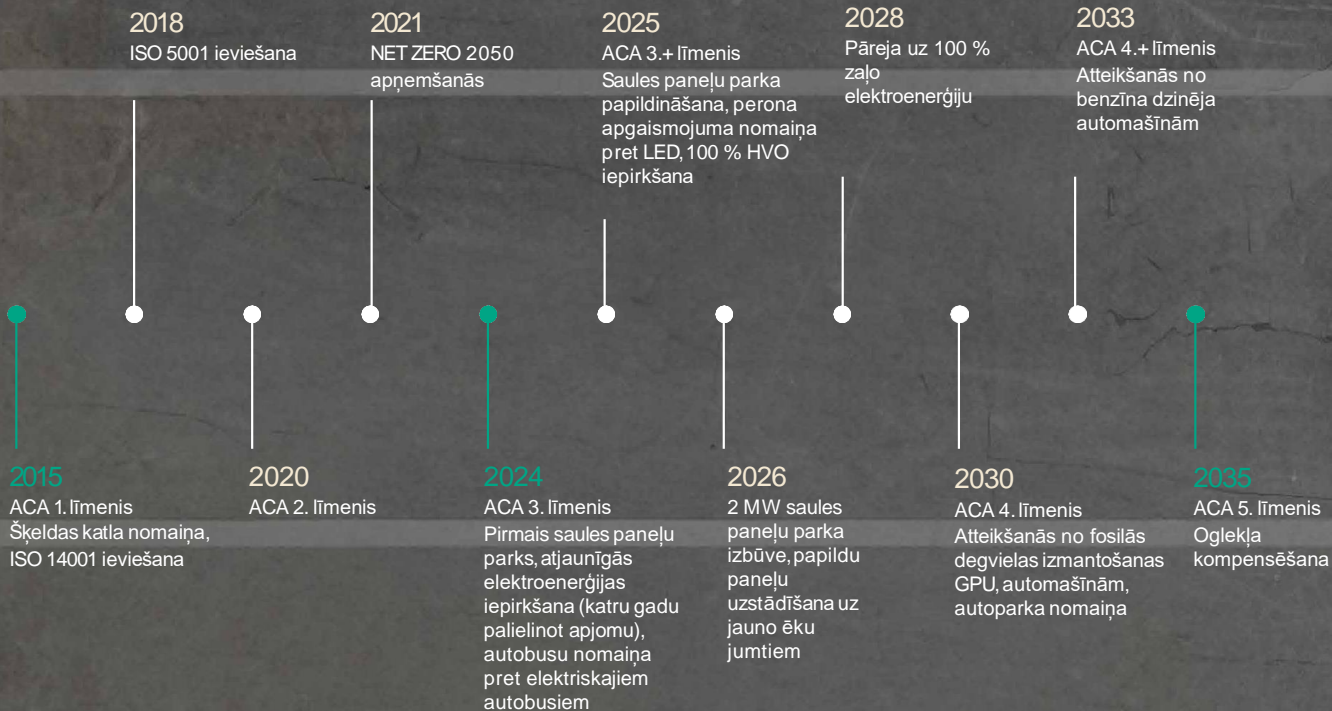 2018
ISO 5001 ieviešana
2021
NET ZERO 2050
apņemšanās
2025
ACA 3.+ līmenis
Saules paneļu parka
papildināšana, perona
apgaismojuma nomaiņa
pret LED, 100 % HVO
iepirkšana
2028
Pāreja uz 100 %
zaļo
elektroenerģiju
2033
ACA 4.+ līmenis
Atteikšanās no
benzīna dzinēja
automašīnām
2015
ACA 1. līmenis
Šķeldas katla nomaiņa,
ISO 14001 ieviešana
2020
ACA 2. līmenis
2024
ACA 3. līmenis
Pirmais saules paneļu
parks, atjaunīgās
elektroenerģijas
iepirkšana (katru gadu
palielinot apjomu),
autobusu nomaiņa
pret elektriskajiem
autobusiem
2026
2 MW saules
paneļu parka
izbūve, papildu
paneļu
uzstādīšana uz
jauno ēku
jumtiem
2030
ACA 4. līmenis
Atteikšanās no fosilās
degvielas izmantošanas
GPU, automašīnām,
autoparka nomaiņa
2035
ACA 5. līmenis
Oglekļa
kompensēšana